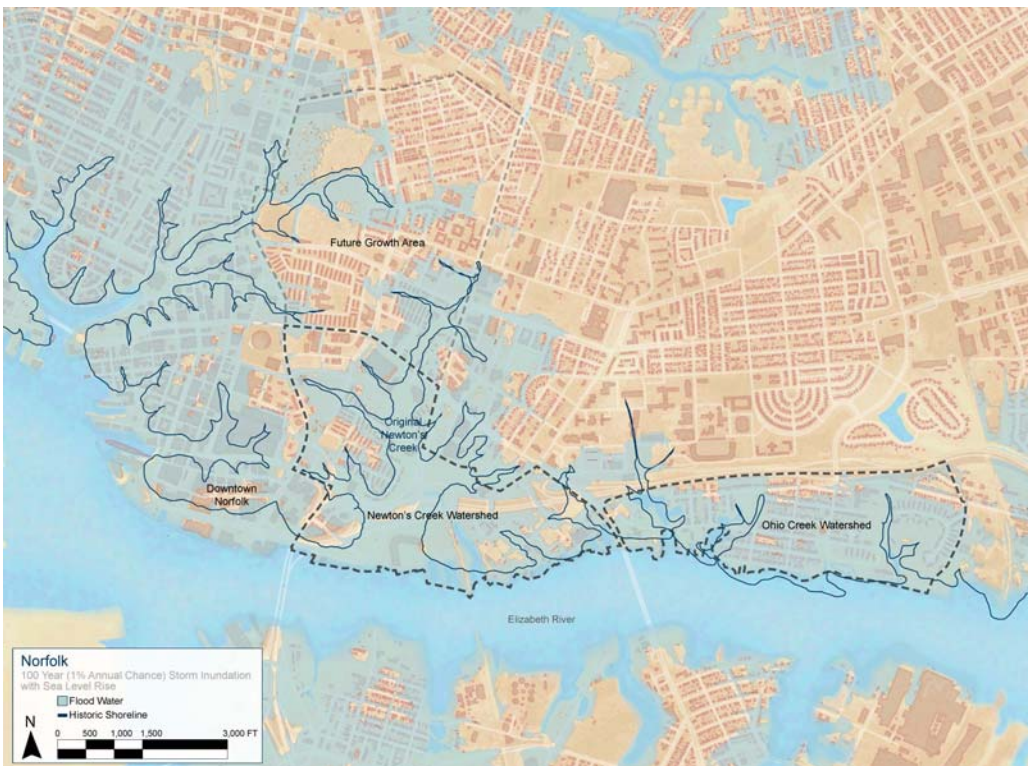 Future Growth Area
Original
Newton's
Creek
Downtown
Norfolk
Newton's Creek Watershed
Ohio Creek Watershed
Elizabeth River
Norfolk
100 Year (1% Annual Chance) Storm Inundation
with Sea Level Rise
Flood Water
Historic Shoreline
N
0 500 1,000 1,500 3,000 FT